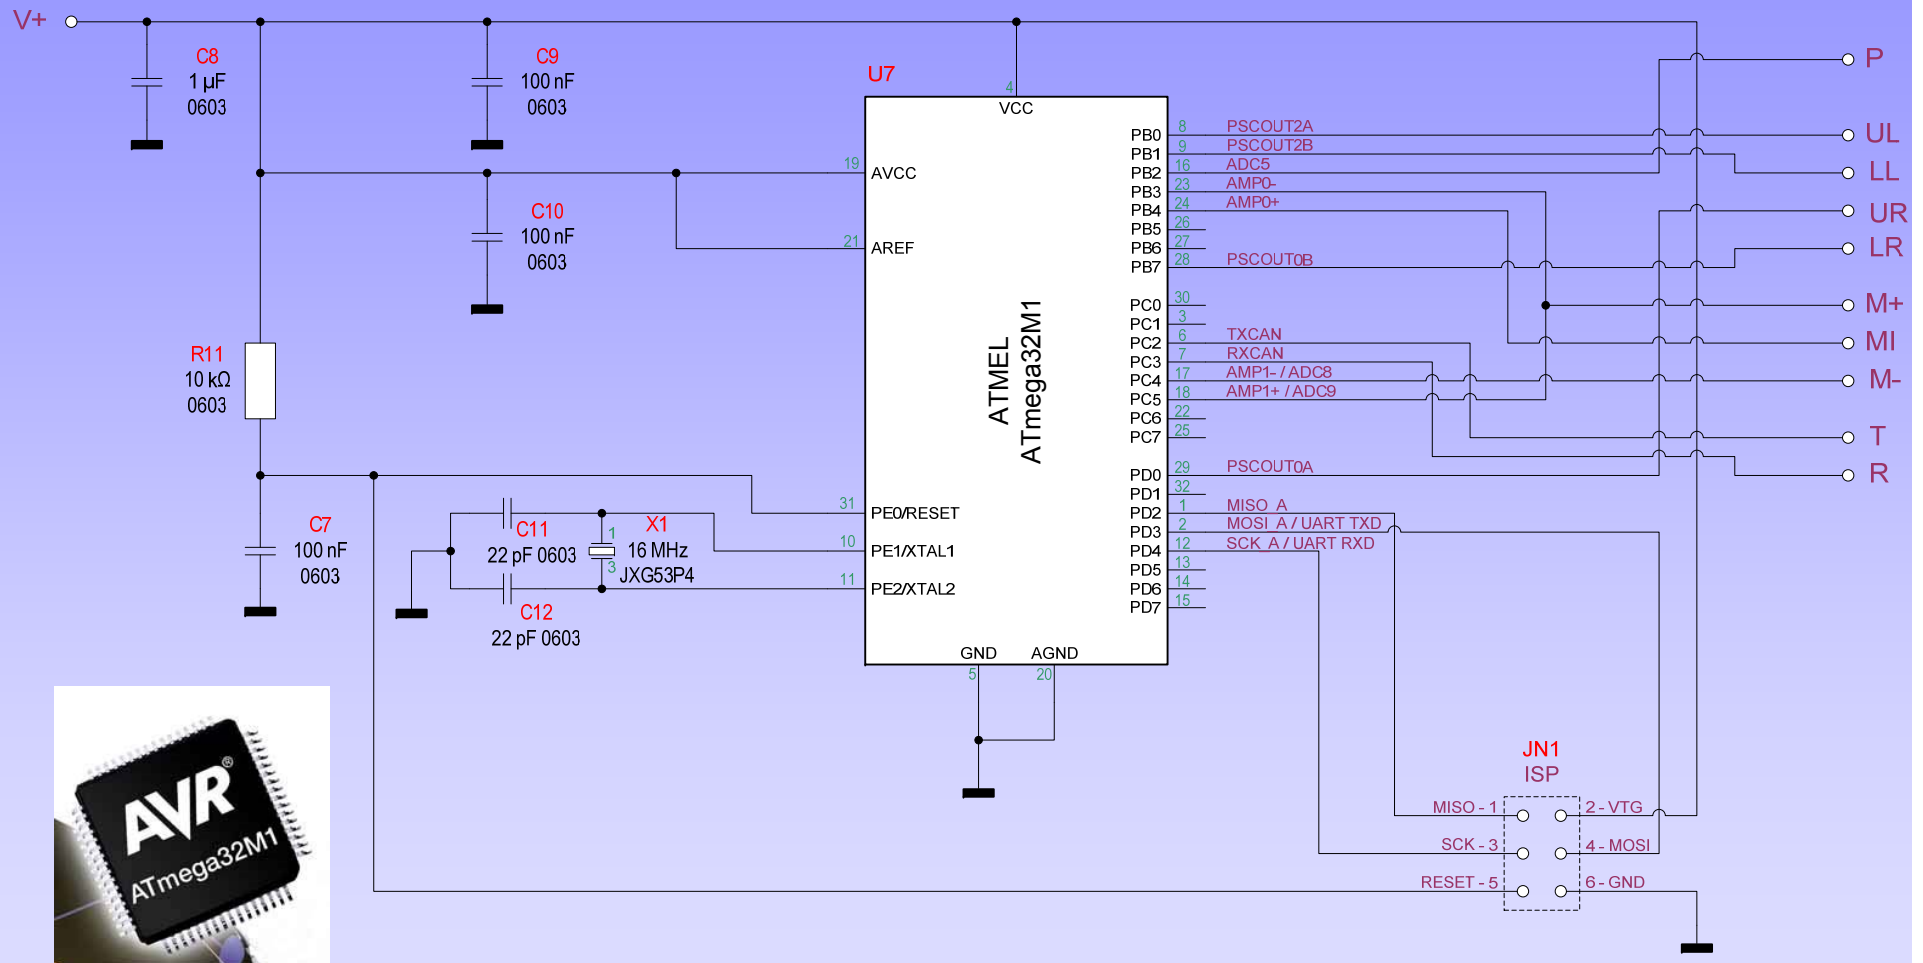 V+
C8
1 µF
0603
C9
100 nF
0603
C10
100 nF
0603
R11
10 kΩ
0603
C7
100 nF
0603
C11
22 pF 0603
X1
1
16 MHz
3
JXG53P4
C12
22 pF 0603
U7
4
VCC
19 AVCC
21 AREF
31 PE0/RESET
10 PE1/XTAL1
11 PE2/XTAL2
ATMEL
ATmega32M1
GND
5
AGND
20
PB0 8 PSCOUT2A
PB1 9 PSCOUT2B
PB2 16 ADC5
PB3 23 AMP0-
PB4 24 AMP0+
PB5 26
PB6 27
PB7 28 PSCOUT0B
PC0 30
PC1 3
PC2 6 TXCAN
PC3 7 RXCAN
PC4 17 AMP1- / ADC8
PC5 18 AMP1+ / ADC9
PC6 22
PC7 25
PD0 29 PSCOUT0A
PD1 32
PD2 1 MISO_A
PD3 2 MOSI_A / UART TXD
PD4 12 SCK_A / UART RXD
PD5 13
PD6 14
PD7 15
P
UL
LL
UR
LR
M+
MI
M-
T
R
JN1
ISP
MISO - 1 2 - VTG
SCK - 3 4 - MOSI
RESET - 5 6 - GND
AVR®
ATmega32M1